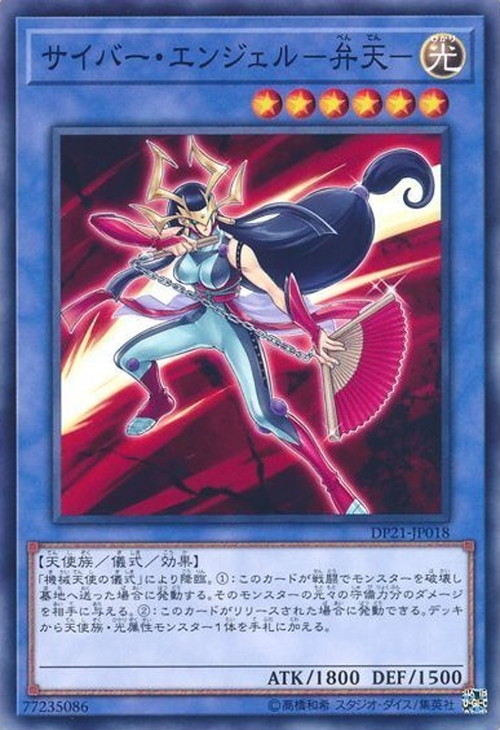 サイバー・エンジェル－弁天－
べん てん
ひかり
光
DP21-JP018
【天使族／儀式／効果】
「機械天使の儀式」により降臨。①：このカードが戦闘でモンスターを破壊し
墓地へ送った場合に発動する。そのモンスターの元々の守備力分のダメージ
を相手に与える。②：このカードがリリースされた場合に発動できる。デッキ
から天使族・光属性モンスター１体を手札に加える。
ATK/1800 DEF/1500
77235086
©高橋和希 スタジオ・ダイス/集英社